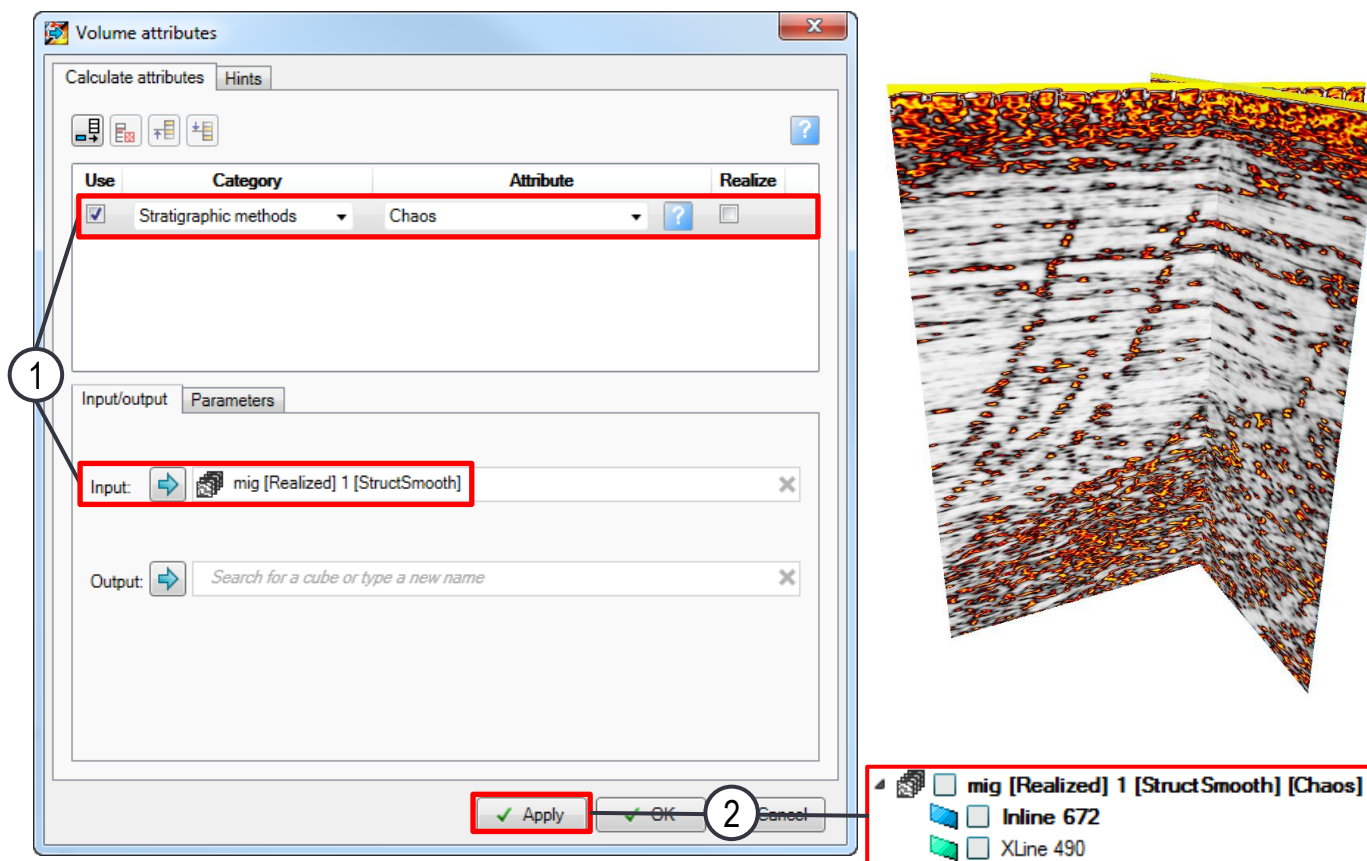 Volume attributes
Calculate attributes Hints
Use Category Attribute Realize
Stratigraphic methods Chaos ?
?
1
Input/output Parameters
Input: mig [Realized] 1 [StructSmooth]
Output: Search for a cube or type a new name
Apply OK 2 Cancel
mig [Realized] 1 [StructSmooth] [Chaos]
Inline 672
XLine 490